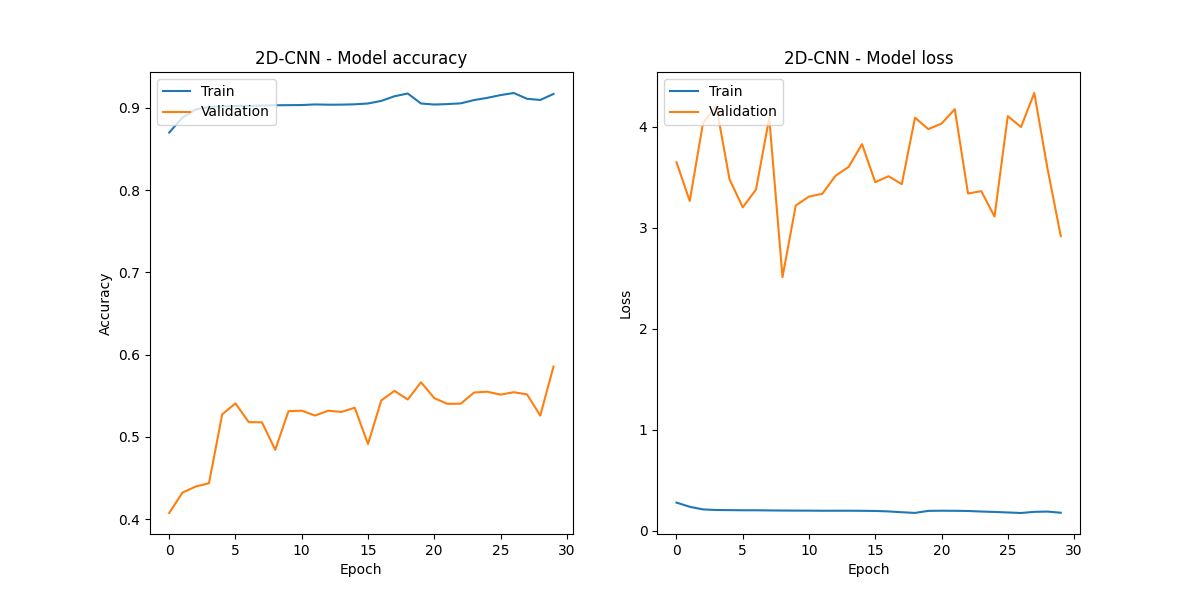 2D-CNN - Model accuracy
Train
Validation
0.9
0.8
0.7
0.6
0.5
0.4
Accuracy
0 5 10 15 20 25 30
Epoch
2D-CNN - Model loss
Train
Validation
4
3
2
1
0
Loss
0 5 10 15 20 25 30
Epoch